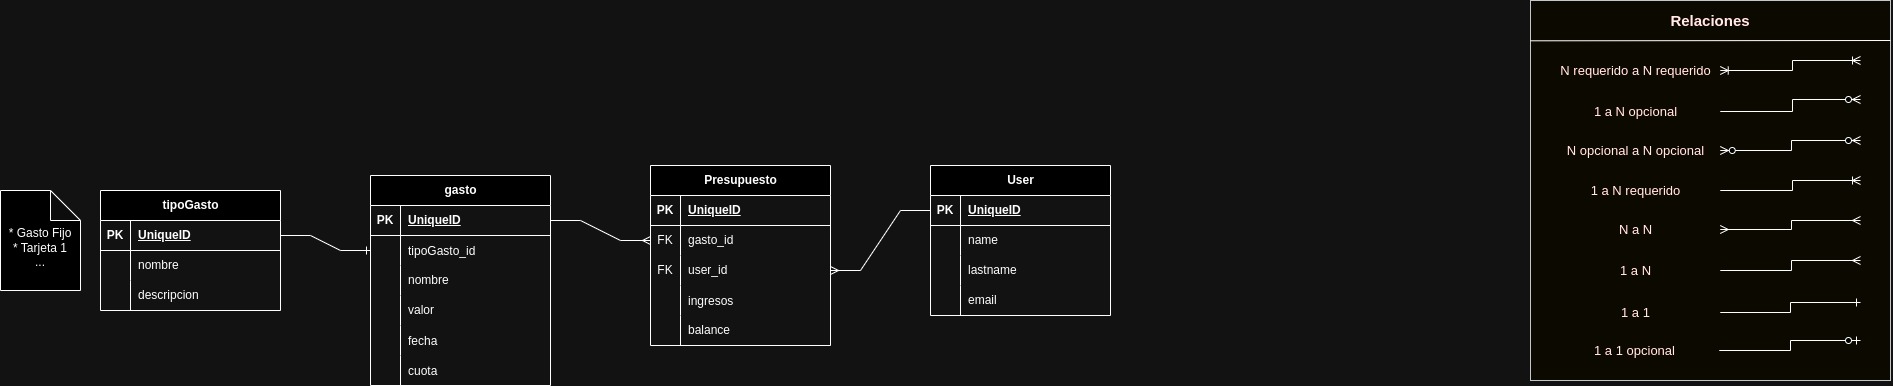 * Gasto Fijo
* Tarjeta 1
...
tipoGasto
PK UniqueID
nombre
descripcion
gasto
PK UniqueID
tipoGasto_id
nombre
valor
fecha
cuota
Presupuesto
PK UniqueID
FK gasto_id
FK user_id
ingresos
balance
User
PK UniqueID
name
lastname
email
Relaciones
N requerido a N requerido
1 a N opcional
N opcional a N opcional
1 a N requerido
N a N
1 a N
1 a 1
1 a 1 opcional